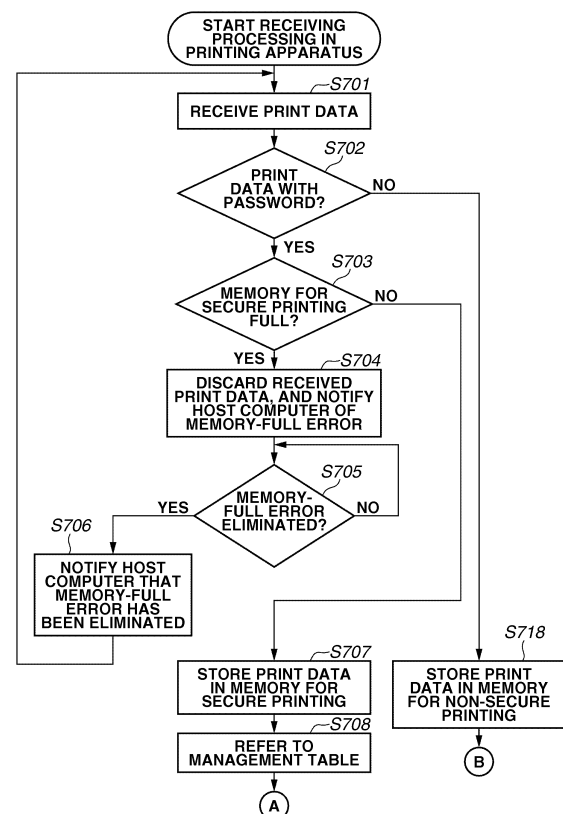 START RECEIVING
PROCESSING IN
PRINTING APPARATUS
S701
RECEIVE PRINT DATA
S702
PRINT
DATA WITH
PASSWORD?
NO
YES
S703
MEMORY FOR
SECURE PRINTING
FULL?
NO
YES
S704
DISCARD RECEIVED
PRINT DATA, AND NOTIFY
HOST COMPUTER OF
MEMORY-FULL ERROR
S705
MEMORY-
FULL ERROR
ELIMINATED?
YES
NO
S706
NOTIFY HOST
COMPUTER THAT
MEMORY-FULL
ERROR HAS
BEEN ELIMINATED
S707
STORE PRINT DATA
IN MEMORY FOR
SECURE PRINTING
S718
STORE PRINT
DATA IN MEMORY
FOR NON-SECURE
PRINTING
S708
REFER TO
MANAGEMENT TABLE
B
A